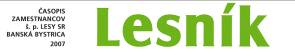 ČASOPIS
ZAMESTNANCOV
š. p. LESY SR
BANSKÁ BYSTRICA
2007
Lesník